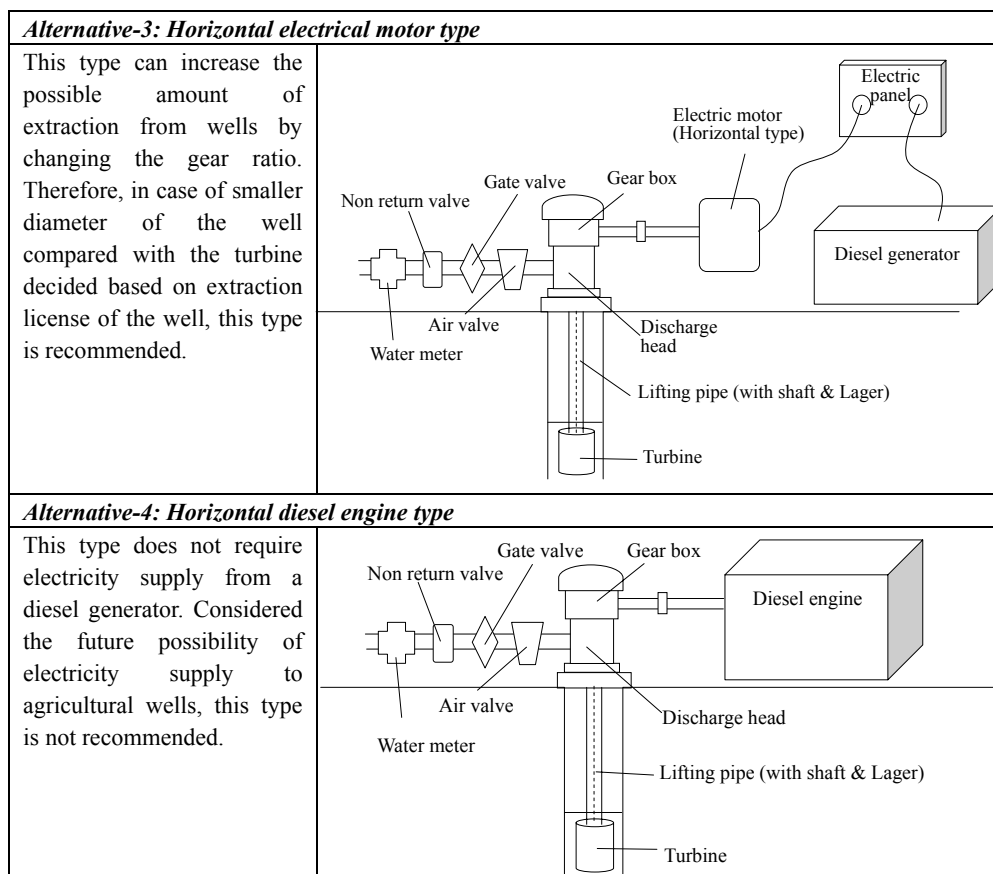 Alternative-3: Horizontal electrical motor type
This type can increase the
possible amount of
extraction from wells by
changing the gear ratio.
Therefore, in case of smaller
diameter of the well
compared with the turbine
decided based on extraction
license of the well, this type
is recommended.
Electric
panel
Electric motor
(Horizontal type)
Gear box
Gate valve
Non return valve
Diesel generator
Air valve
Discharge
head
Water meter
Lifting pipe (with shaft & Lager)
Turbine
Alternative-4: Horizontal diesel engine type
This type does not require
electricity supply from a
diesel generator. Considered
the future possibility of
electricity supply to
agricultural wells, this type
is not recommended.
Gate valve
Gear box
Non return valve
Diesel engine
Air valve
Discharge head
Water meter
Lifting pipe (with shaft & Lager)
Turbine